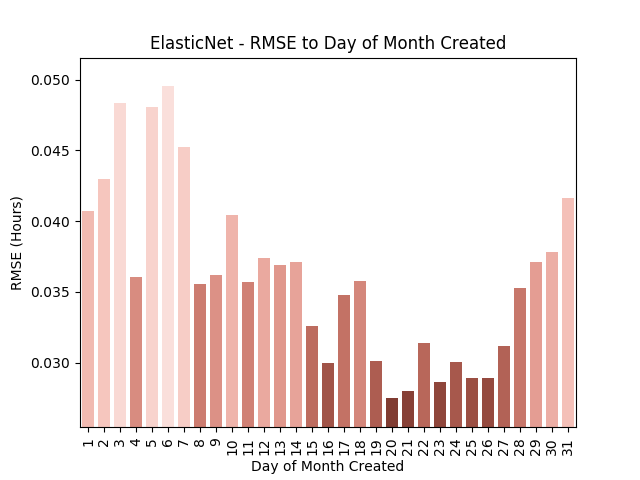 ElasticNet - RMSE to Day of Month Created
0.050
0.045
0.040
0.035
0.030
RMSE (Hours)
1 2 3 4 5 6 7 8 9 10 11 12 13 14 15 16 17 18 19 20 21 22 23 24 25 26 27 28 29 30 31
Day of Month Created